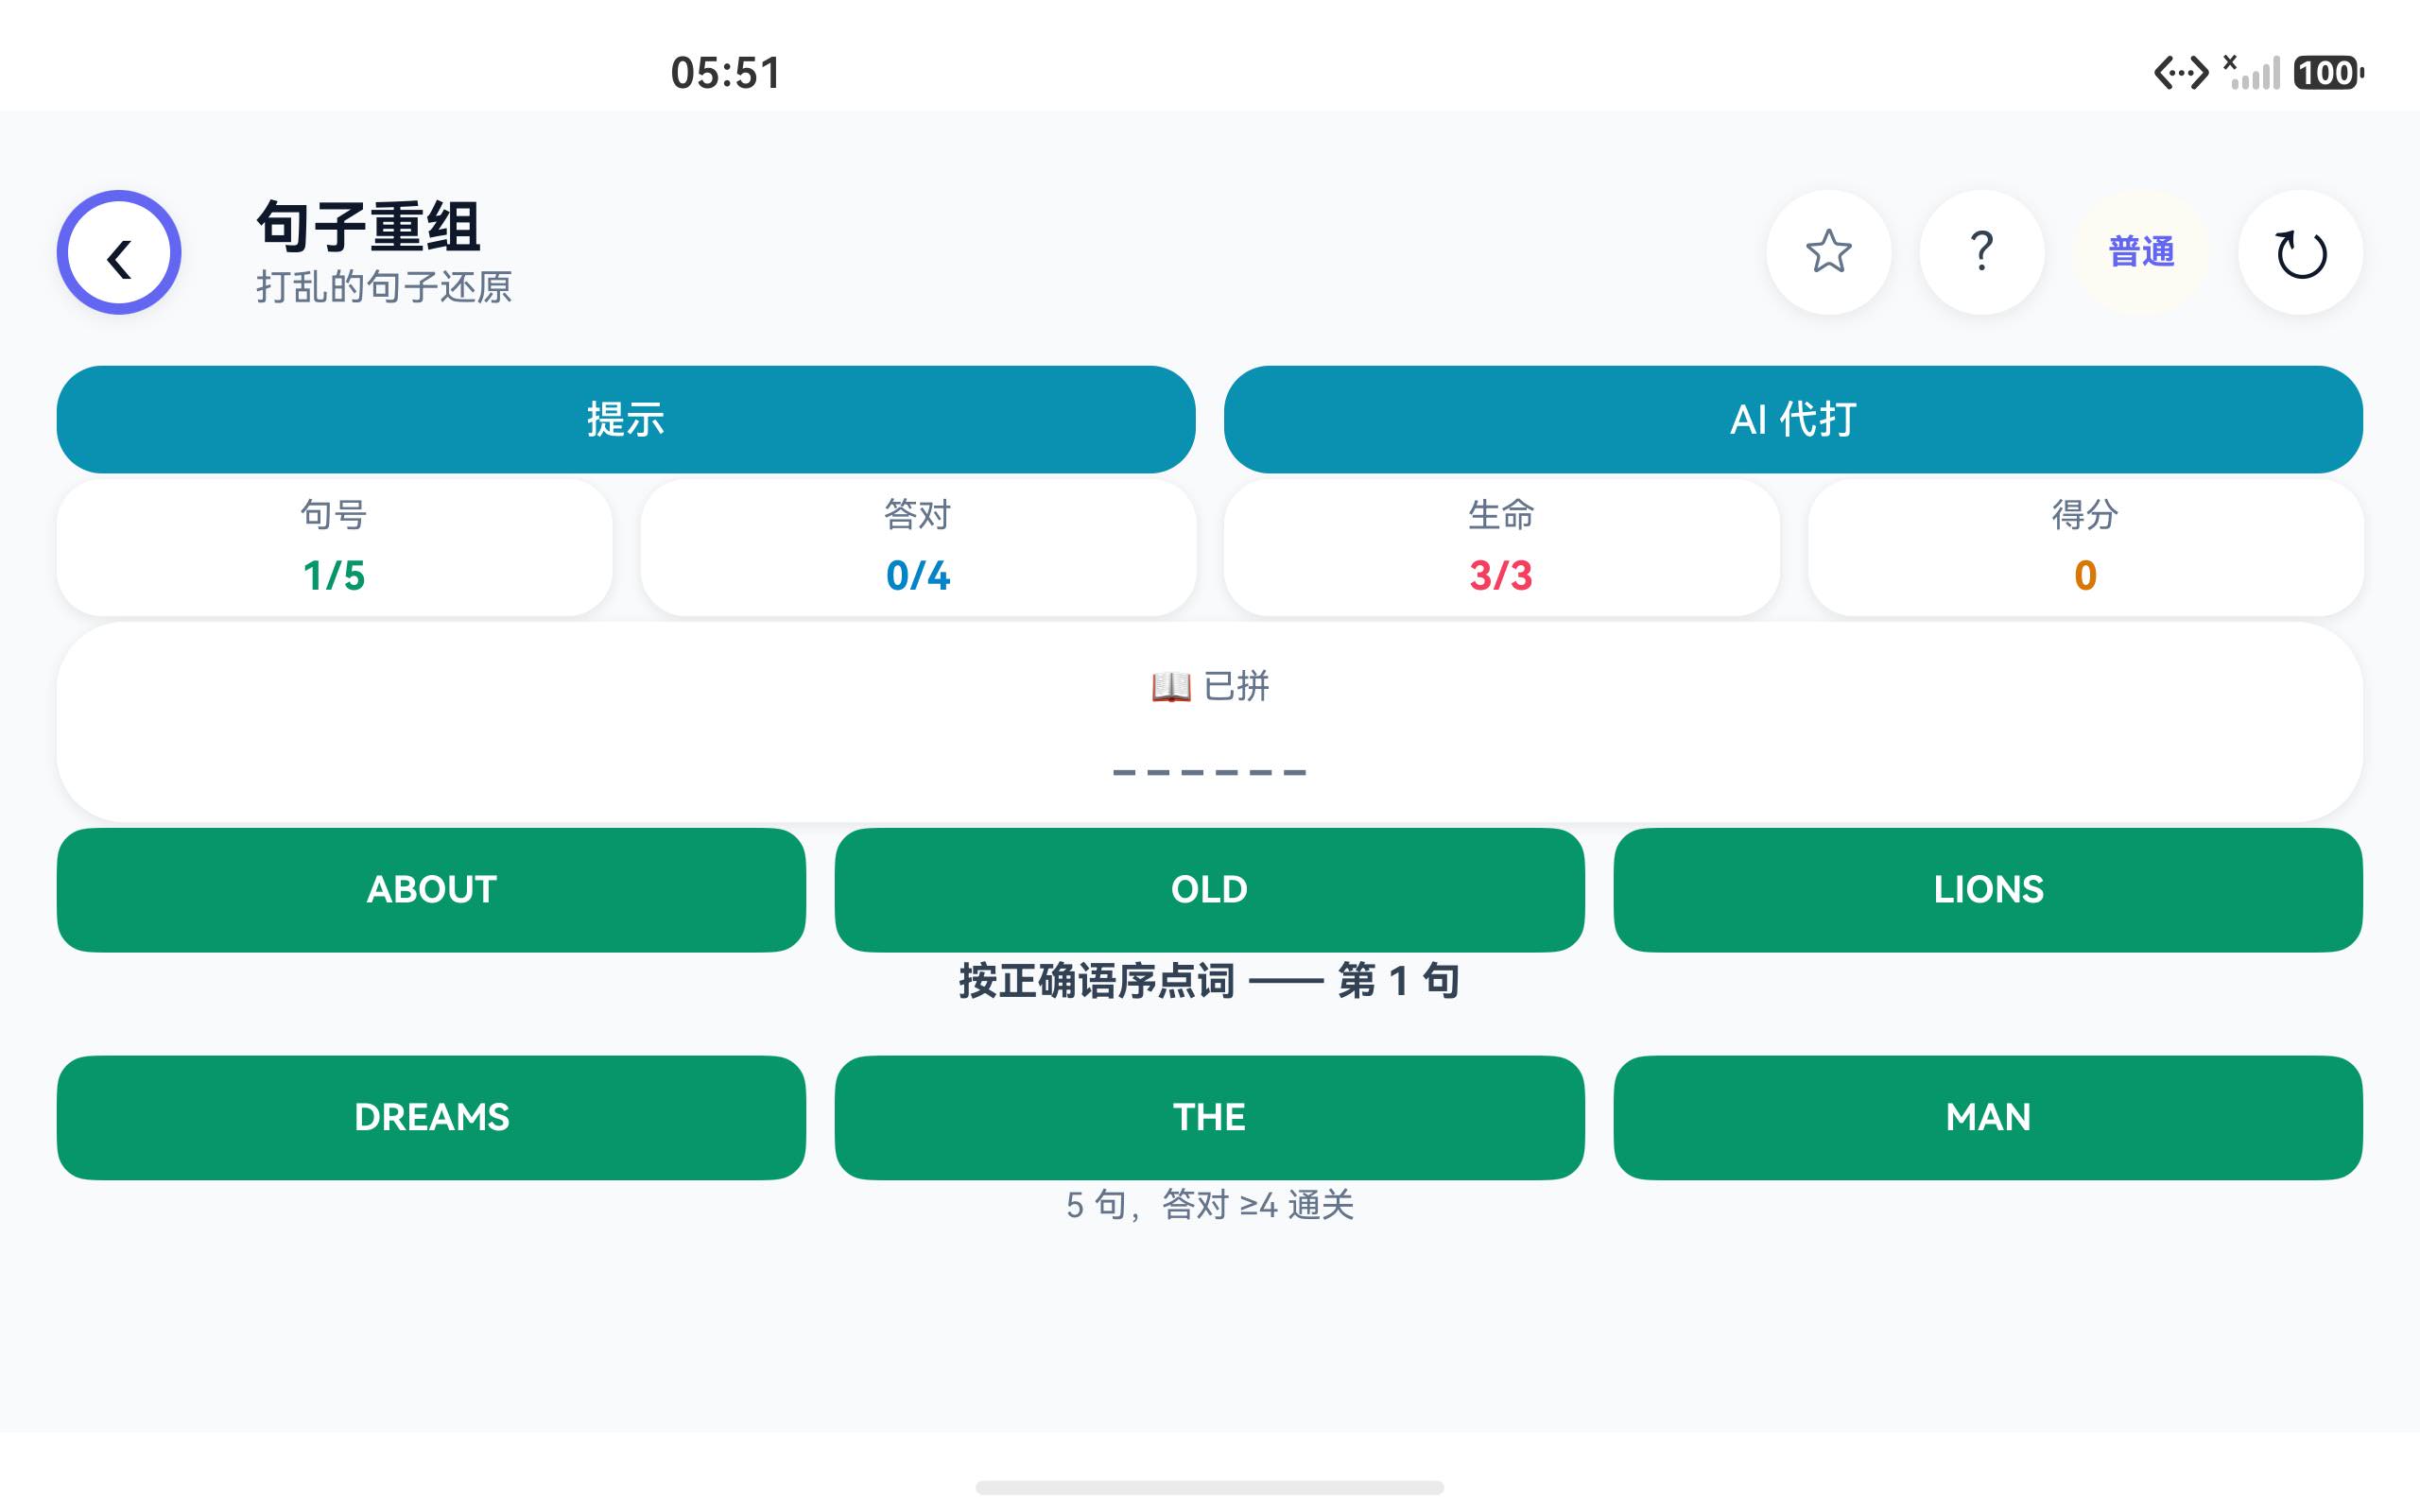 05:51
100
句子重组
打乱的句子还原
?
普通
提示
AI 代打
句号
1/5
答对
0/4
生命
3/3
得分
0
已拼
_ _ _ _ _ _
ABOUT
OLD
LIONS
按正确语序点词 —— 第 1 句
DREAMS
THE
MAN
5 句，答对 ≥4 通关